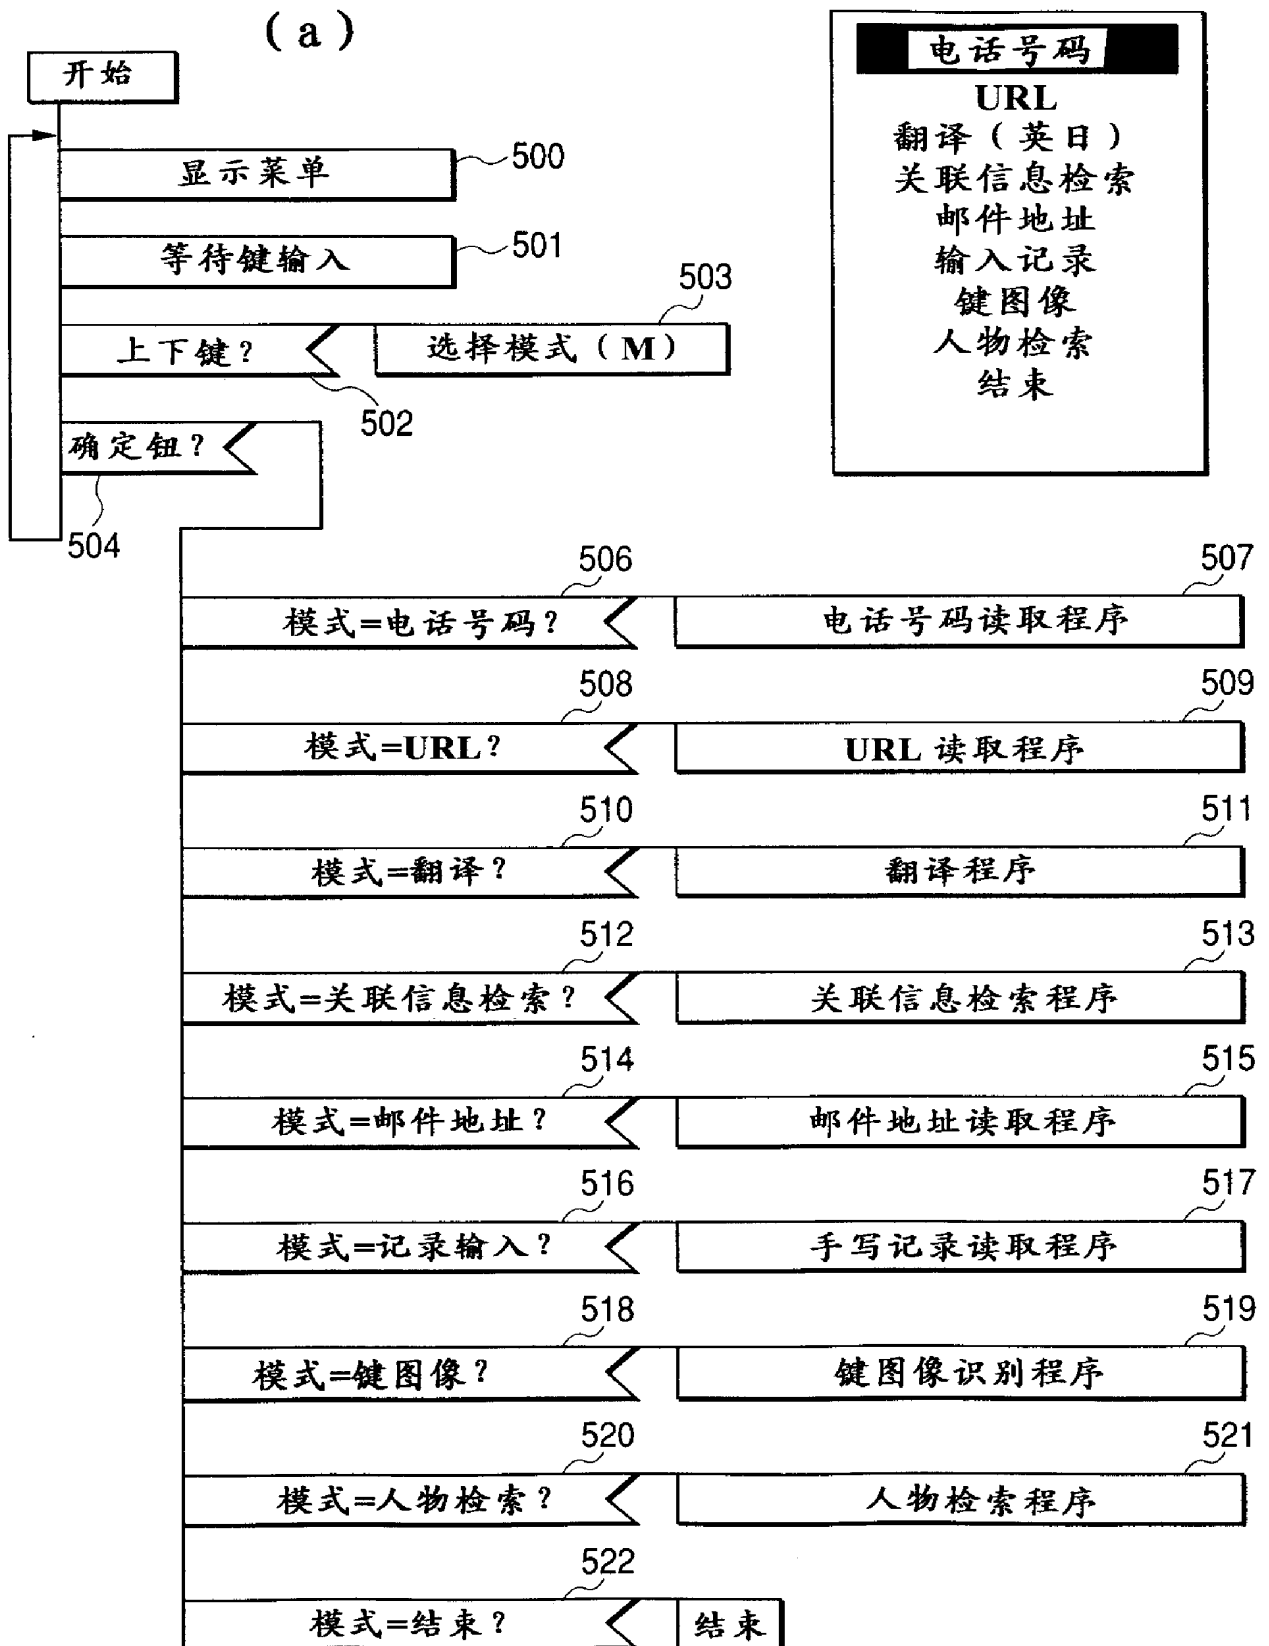 (a)
开始
显示菜单
500
等待键输入
501
上下键？
502
选择模式（M）
503
确定钮？
504
电话号码
URL
翻译（英日）
关联信息检索
邮件地址
输入记录
键图像
人物检索
结束
506
507
模式=电话号码？
电话号码读取程序
508
509
模式=URL？
URL 读取程序
510
511
模式=翻译？
翻译程序
512
513
模式=关联信息检索？
关联信息检索程序
514
515
模式=邮件地址？
邮件地址读取程序
516
517
模式=记录输入？
手写记录读取程序
518
519
模式=键图像？
键图像识别程序
520
521
模式=人物检索？
人物检索程序
522
模式=结束？
结束